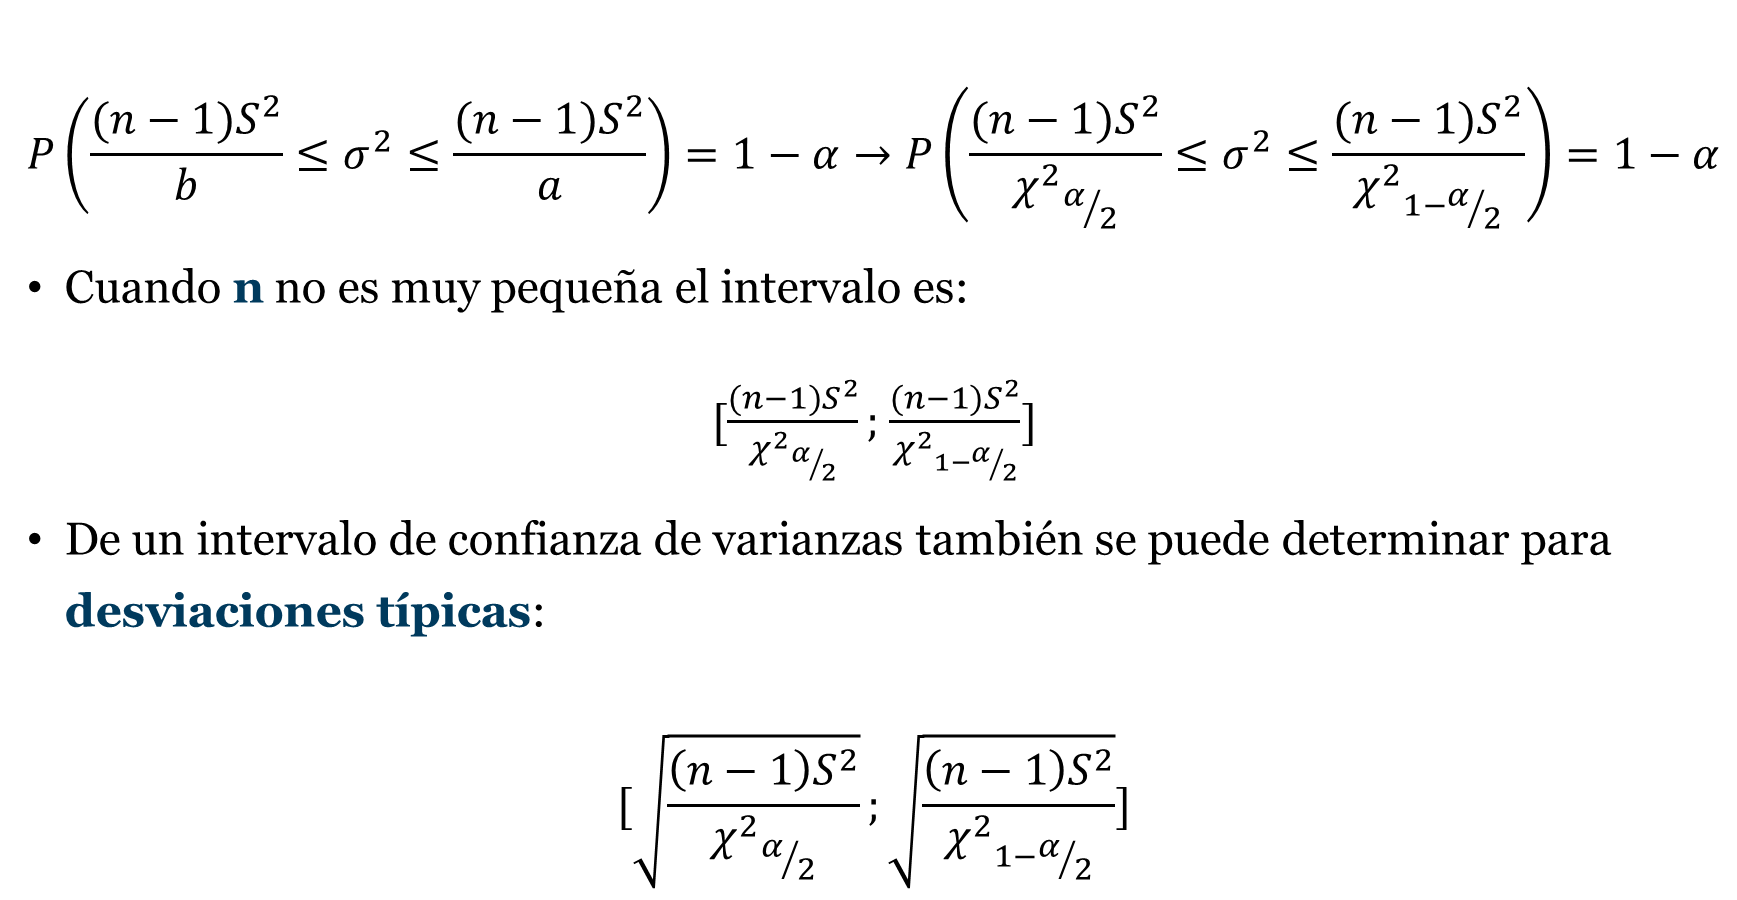 P((n − 1)S²/b ≤ σ² ≤ (n − 1)S²/a) = 1 − α → P((n − 1)S²/χ²α/2 ≤ σ² ≤ (n − 1)S²/χ²1−α/2) = 1 − α
• Cuando n no es muy pequeña el intervalo es:
[(n−1)S²/χ²α/2 ; (n−1)S²/χ²1−α/2]
• De un intervalo de confianza de varianzas también se puede determinar para
desviaciones típicas:
[√((n − 1)S²/χ²α/2) ; √((n − 1)S²/χ²1−α/2)]